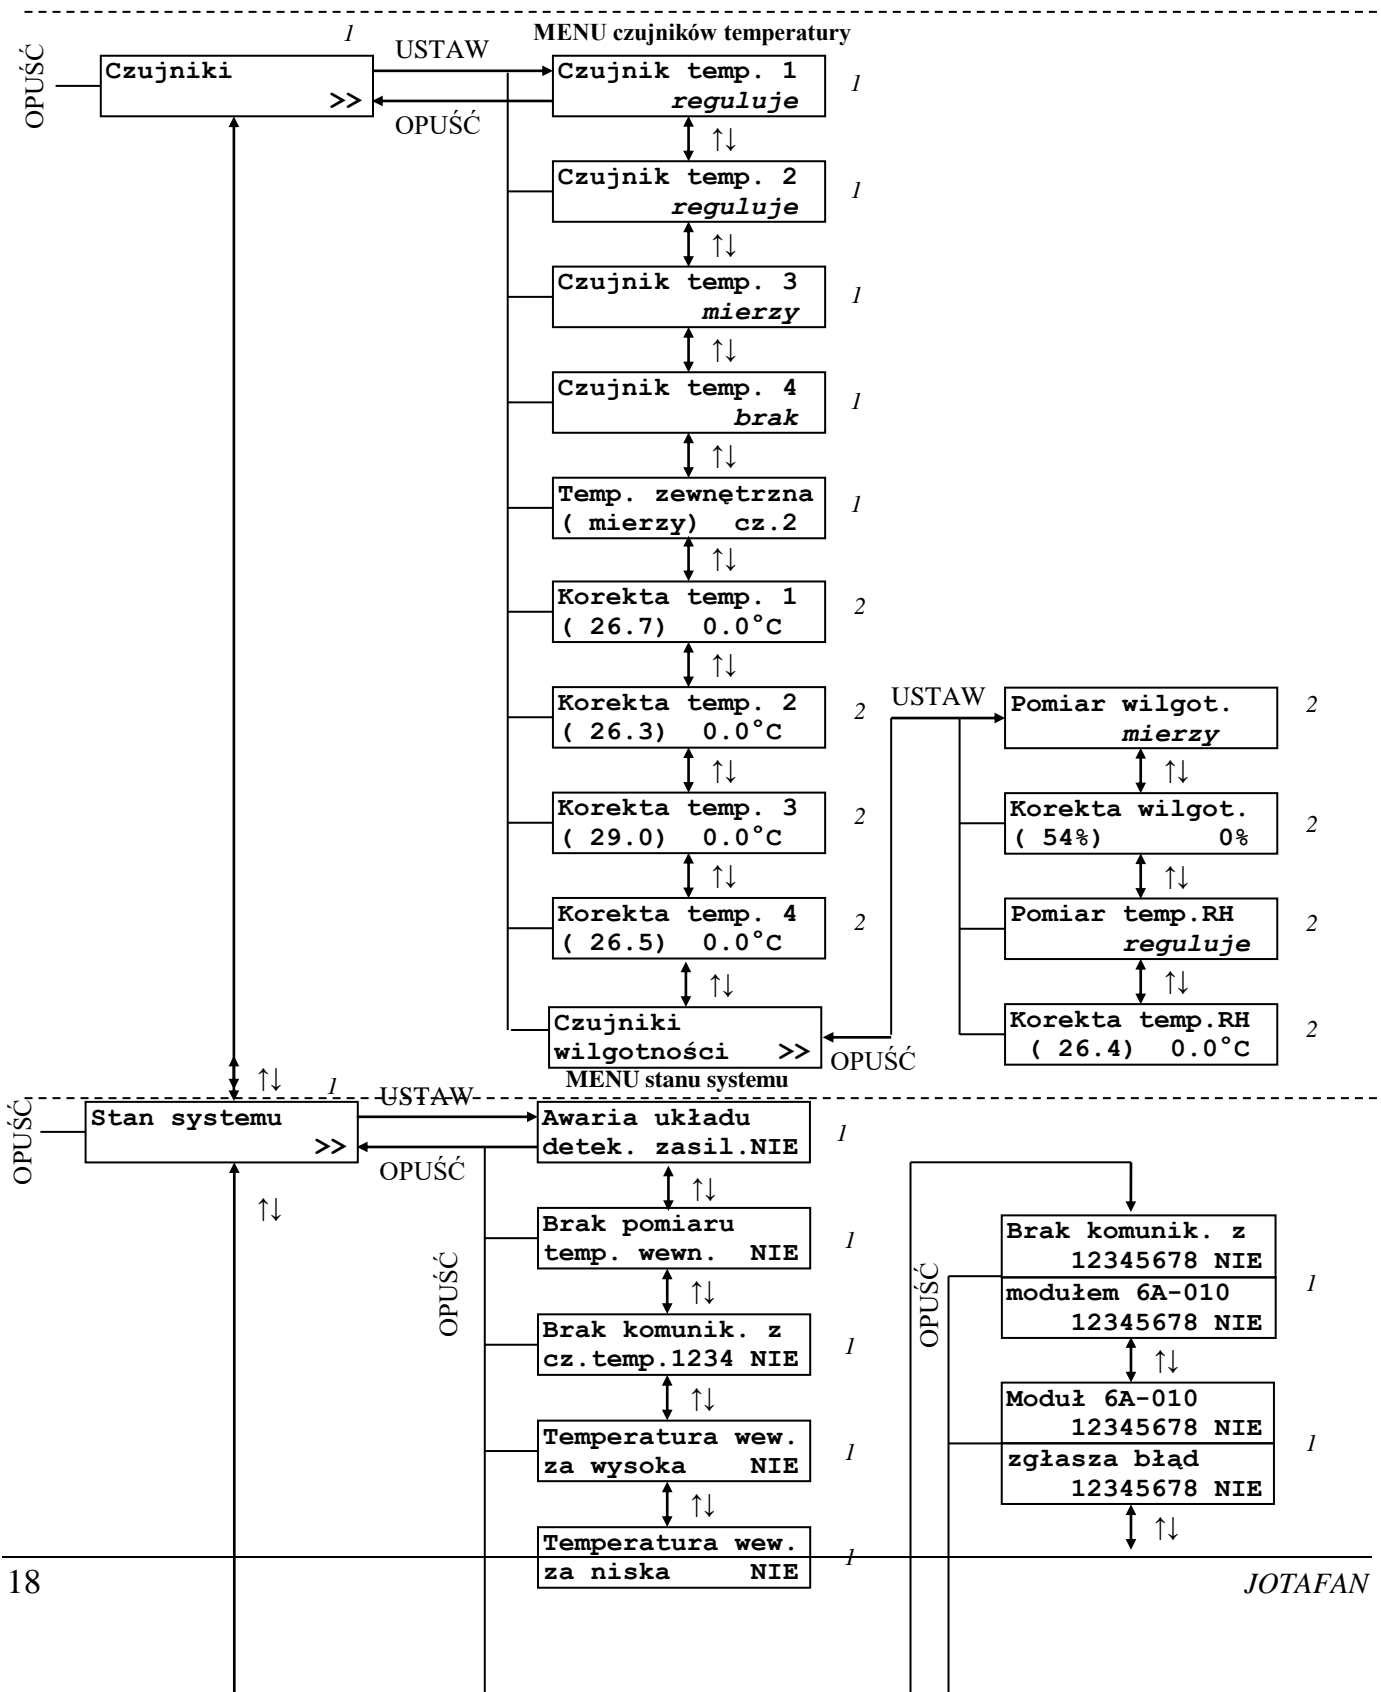 MENU czujników temperatury
1
USTAW
OPUŚĆ
Czujniki
>>
OPUŚĆ
Czujnik temp. 1
reguluje
1
↑↓
Czujnik temp. 2
reguluje
1
↑↓
Czujnik temp. 3
mierzy
1
↑↓
Czujnik temp. 4
brak
1
↑↓
Temp. zewnętrzna
( mierzy) cz.2
1
↑↓
Korekta temp. 1
( 26.7) 0.0°C
2
↑↓
Korekta temp. 2
( 26.3) 0.0°C
2
↑↓
Korekta temp. 3
( 29.0) 0.0°C
2
↑↓
Korekta temp. 4
( 26.5) 0.0°C
2
↑↓
Czujniki
wilgotności >>
USTAW
OPUŚĆ
Pomiar wilgot.
mierzy
2
↑↓
Korekta wilgot.
( 54%) 0%
2
↑↓
Pomiar temp.RH
reguluje
2
↑↓
Korekta temp.RH
( 26.4) 0.0°C
2
MENU stanu systemu
↑↓
1
USTAW
OPUŚĆ
Stan systemu
>>
OPUŚĆ
↑↓
Awaria układu
detek. zasil.NIE
1
↑↓
OPUŚĆ
Brak pomiaru
temp. wewn. NIE
1
↑↓
Brak komunik. z
cz.temp.1234 NIE
1
↑↓
Temperatura wew.
za wysoka NIE
1
↑↓
Temperatura wew.
za niska NIE
1
OPUŚĆ
Brak komunik. z
12345678 NIE
modułem 6A-010
12345678 NIE
1
↑↓
Moduł 6A-010
12345678 NIE
zgłasza błąd
12345678 NIE
1
↑↓
18
JOTAFAN